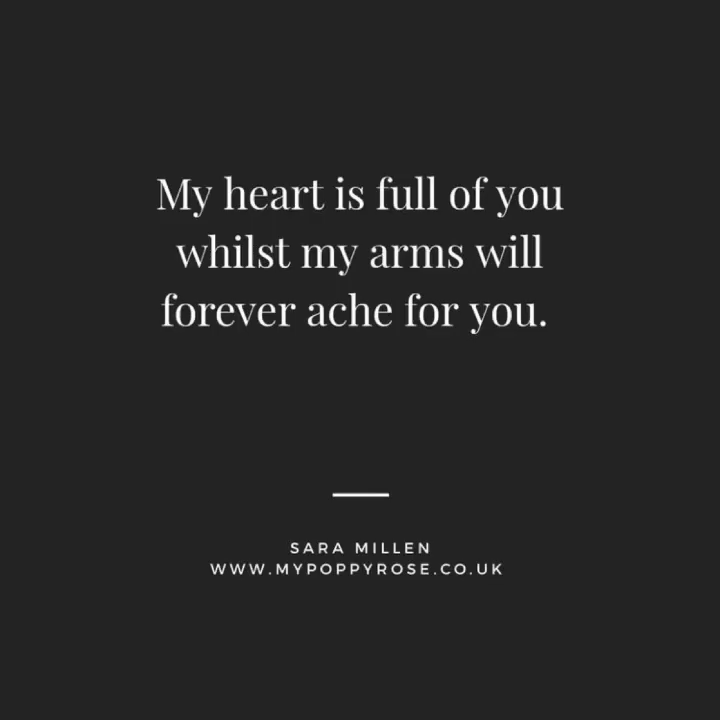 My heart is full of you
whilst my arms will
forever ache for you.
SARA MILLEN
WWW.MYPOPPYROSE.CO.UK